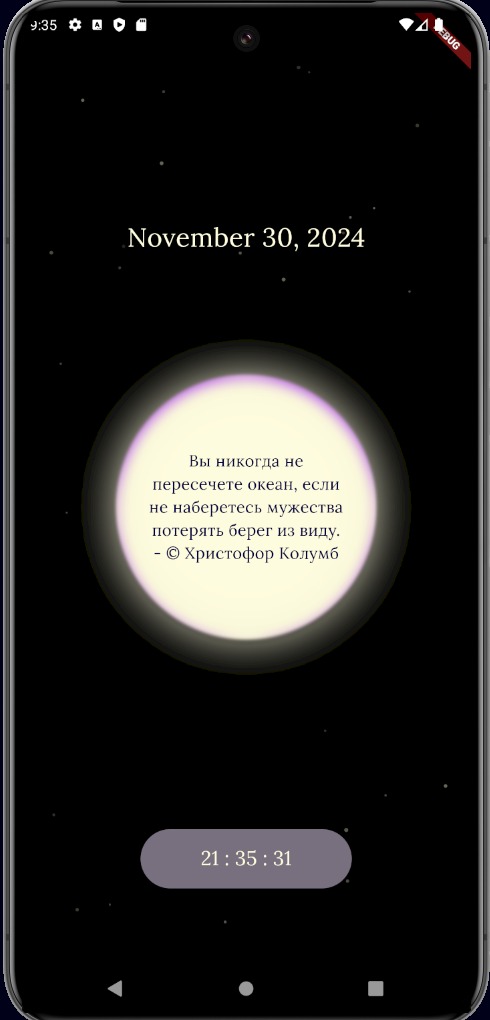 9:35
DEBUG
November 30, 2024
Вы никогда не
пересечете океан, если
не наберетесь мужества
потерять берег из виду.
- © Христофор Колумб
21 : 35 : 31